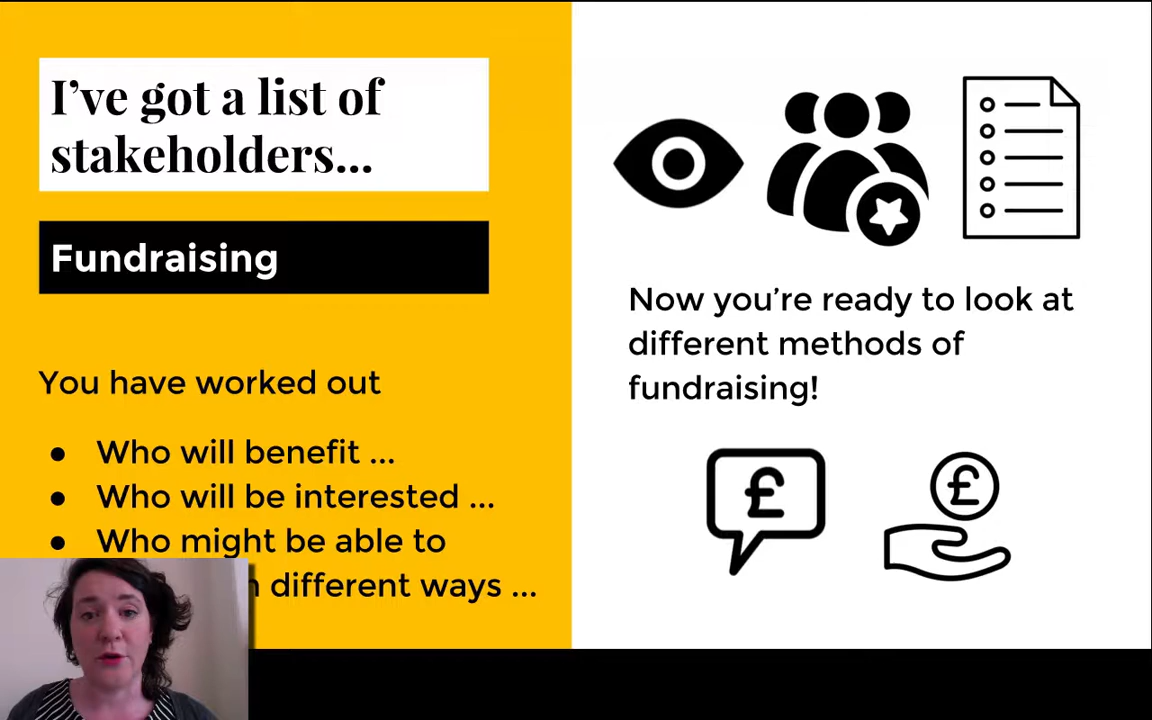 I’ve got a list of
stakeholders...
Fundraising
You have worked out
● Who will benefit ...
● Who will be interested ...
● Who might be able to
different ways ...
Now you’re ready to look at
different methods of
fundraising!
£
£